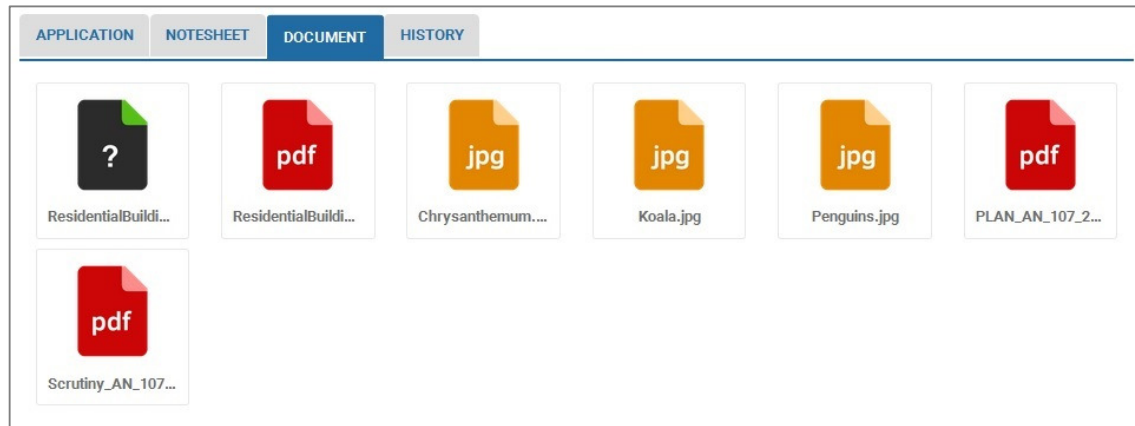 APPLICATION NOTESHEET DOCUMENT HISTORY
? pdf jpg jpg jpg pdf
ResidentialBuildi... ResidentialBuildi... Chrysanthemum.... Koala.jpg Penguins.jpg PLAN_AN_107_2...
pdf
Scrutiny_AN_107...